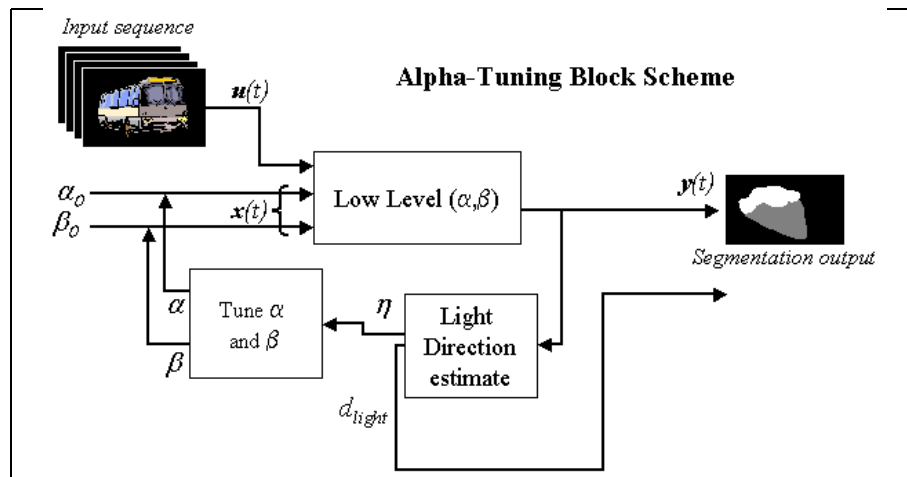 Input sequence
Alpha-Tuning Block Scheme
u(t)
α0
β0
x(t)
Low Level (α,β)
y(t)
Segmentation output
α
β
Tune α
and β
η
Light
Direction
estimate
dlight